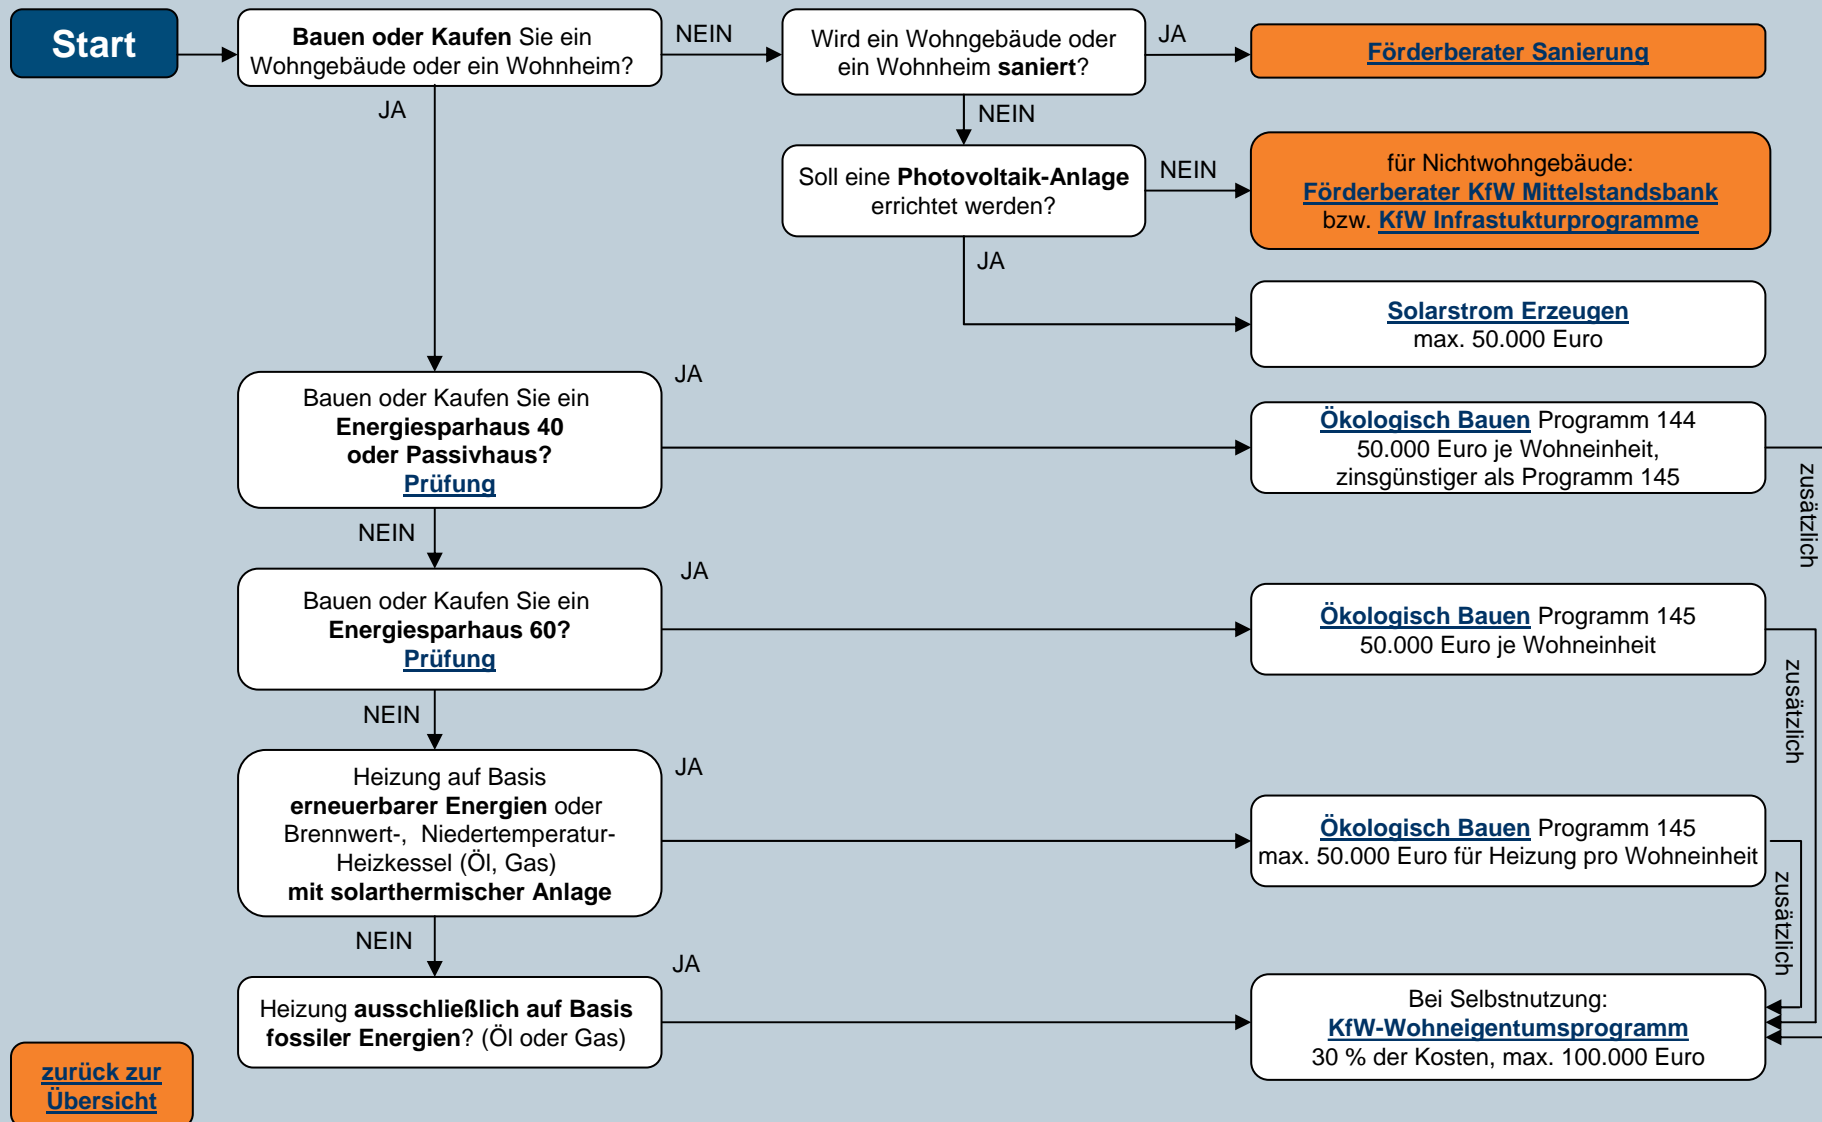 Start
Bauen oder Kaufen Sie ein
Wohngebäude oder ein Wohnheim?
NEIN
Wird ein Wohngebäude oder
ein Wohnheim saniert?
JA
Förderberater Sanierung
JA
NEIN
Soll eine Photovoltaik-Anlage
errichtet werden?
NEIN
für Nichtwohngebäude:
Förderberater KfW Mittelstandsbank
bzw. KfW Infrastukturprogramme
JA
Solarstrom Erzeugen
max. 50.000 Euro
Bauen oder Kaufen Sie ein
Energiesparhaus 40
oder Passivhaus?
Prüfung
JA
Ökologisch Bauen Programm 144
50.000 Euro je Wohneinheit,
zinsgünstiger als Programm 145
zusätzlich
NEIN
Bauen oder Kaufen Sie ein
Energiesparhaus 60?
Prüfung
JA
Ökologisch Bauen Programm 145
50.000 Euro je Wohneinheit
zusätzlich
NEIN
Heizung auf Basis
erneuerbarer Energien oder
Brennwert-, Niedertemperatur-
Heizkessel (Öl, Gas)
mit solarthermischer Anlage
JA
Ökologisch Bauen Programm 145
max. 50.000 Euro für Heizung pro Wohneinheit
zusätzlich
NEIN
Heizung ausschließlich auf Basis
fossiler Energien? (Öl oder Gas)
JA
Bei Selbstnutzung:
KfW-Wohneigentumsprogramm
30 % der Kosten, max. 100.000 Euro
zurück zur
Übersicht